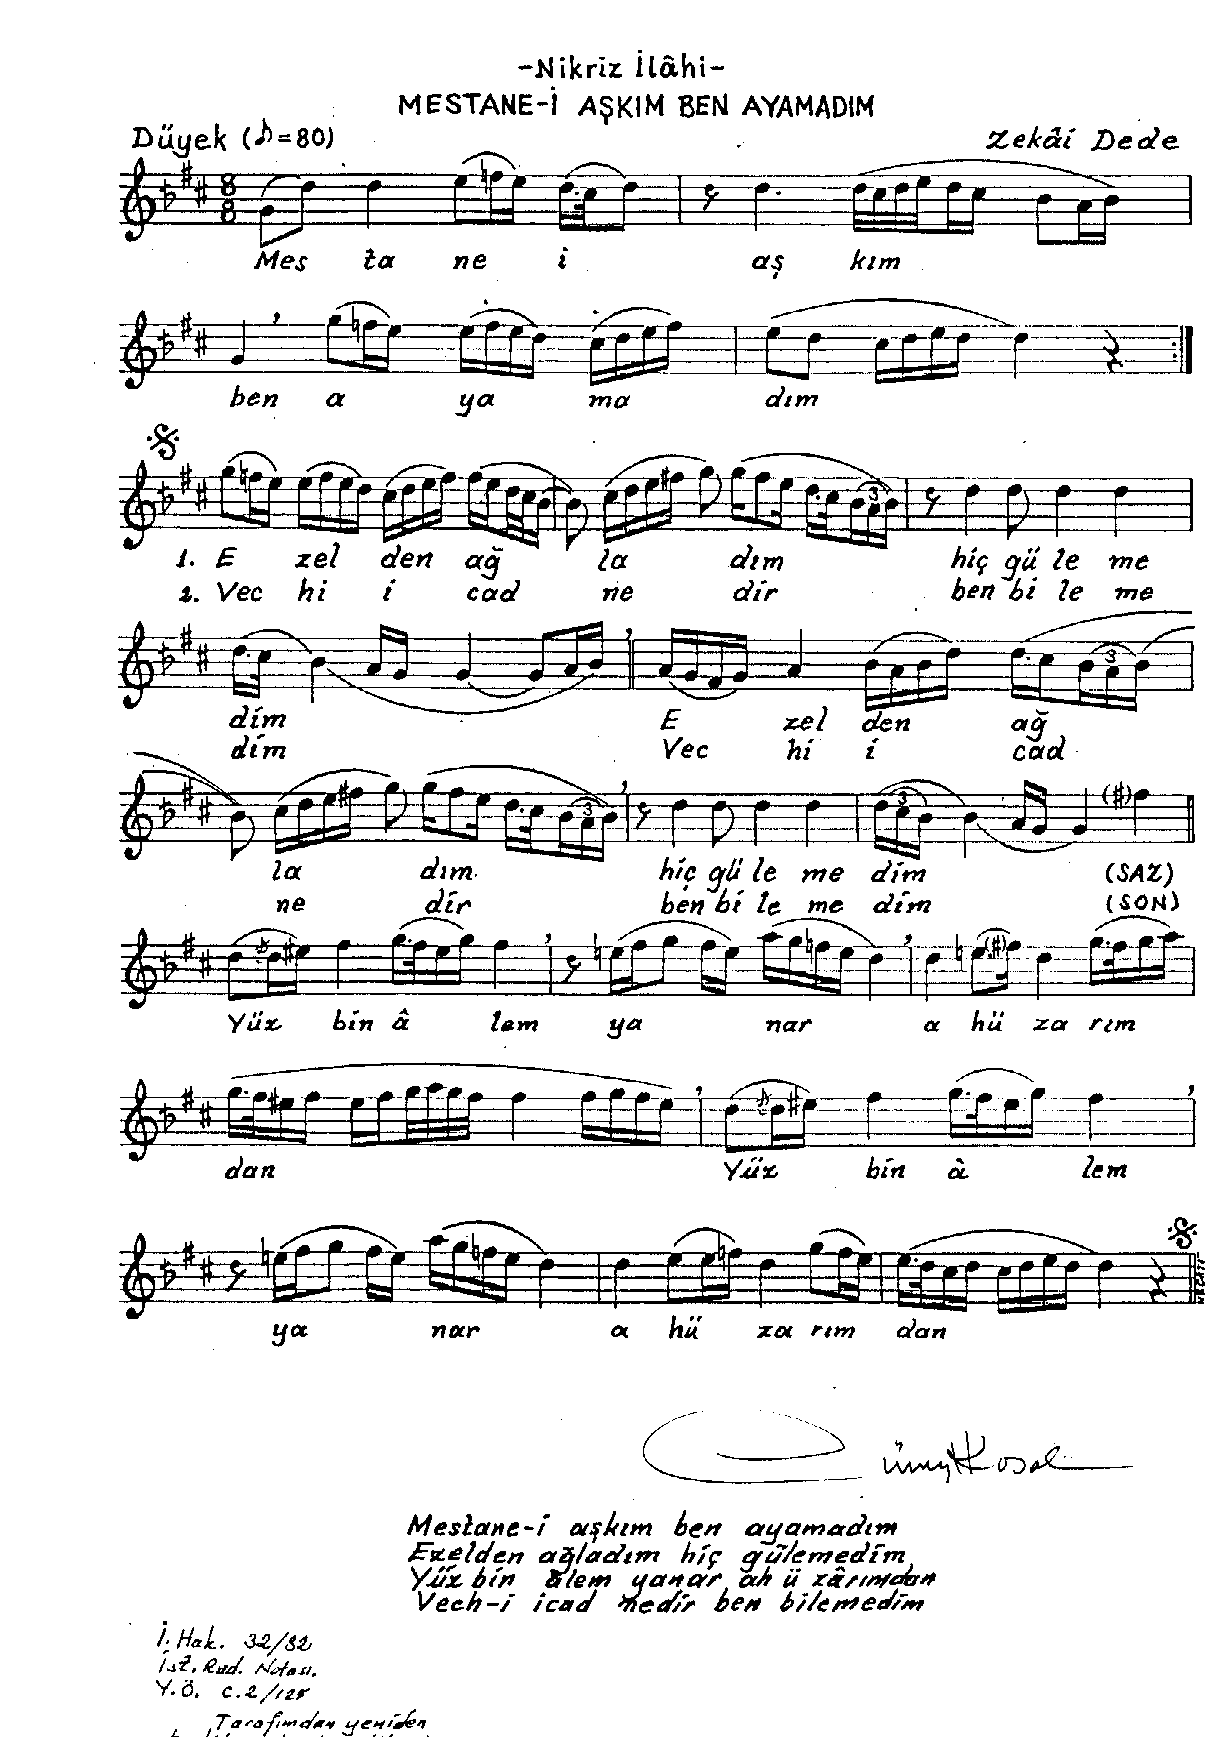 -Nikriz İlâhi-
MESTANE-İ AŞKIM BEN AYAMADIM
Düyek (♪=80) Zekâi Dede
Mes ta ne i aş kım
ben a ya ma dım
1. E zel den ağ la dım hiç gü le me
2. Vec hi i cad ne dir ben bi le me
dim E zel den ağ
dim Vec hi i cad
la dım hiç gü le me dim (SAZ)
ne dir ben bi le me dim (SON)
Yüz bin â lem ya nar a hü za rım
dan Yüz bin â lem
ya nar a hü za rım dan
Mestane-i aşkım ben ayamadım
Ezelden ağladım hiç gülemedim
Yüz bin âlem yanar ah ü zârımdan
Vech-i icad nedir ben bilemedim
İ. Hak. 32/82
İst. Rad. Notası.
Y.Ö. C.2/125
Tarafından yeniden